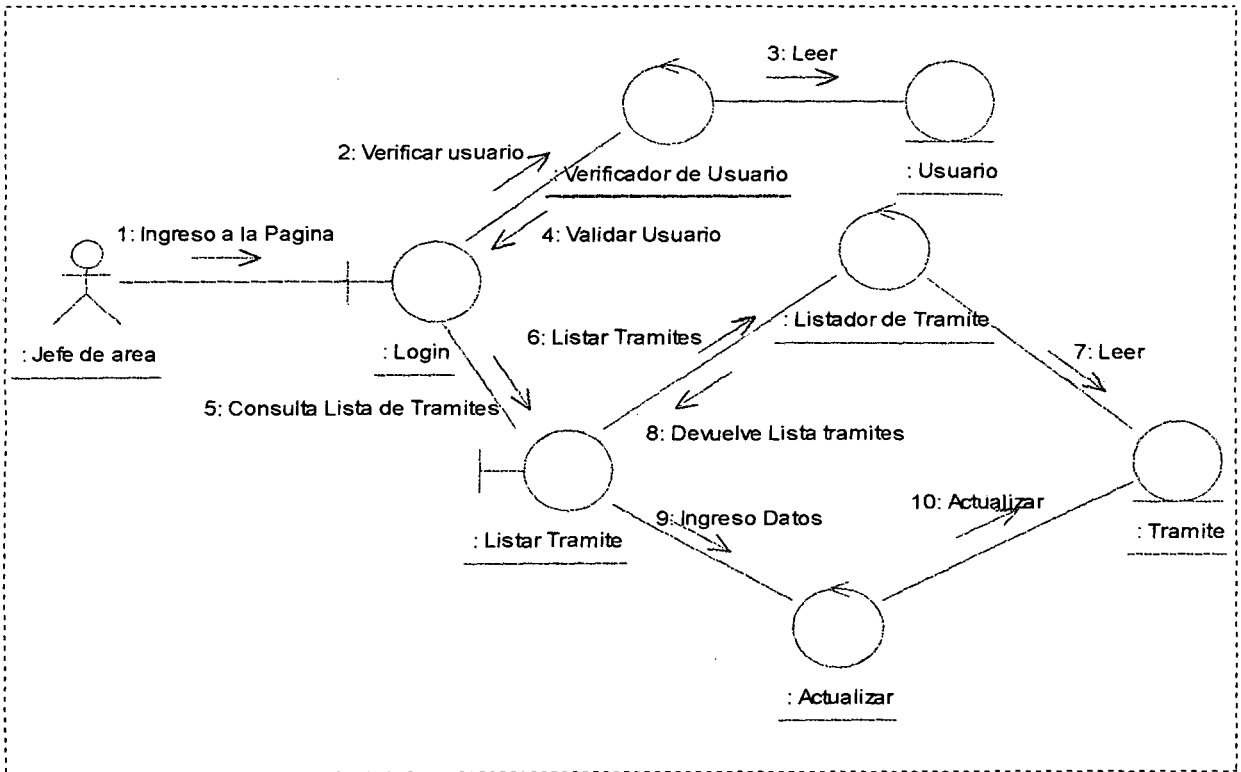 3: Leer
2: Verificar usuario
: Verificador de Usuario
: Usuario
1: Ingreso a la Pagina
4: Validar Usuario
: Jefe de area
: Login
6: Listar Tramites
: Listador de Tramite
7: Leer
5: Consulta Lista de Tramites
8: Devuelve Lista tramites
: Listar Tramite
9: Ingreso Datos
10: Actualizar
: Tramite
: Actualizar